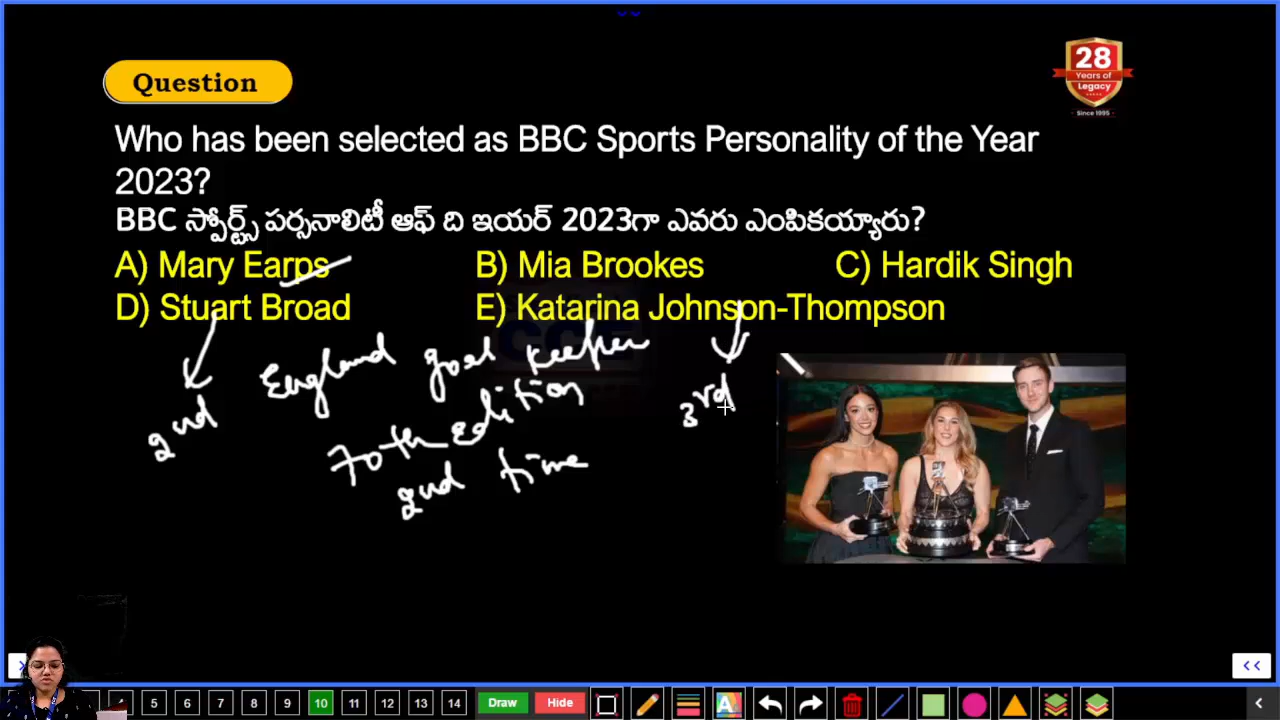 28
Years of
Legacy
Since 1995
Question
Who has been selected as BBC Sports Personality of the Year
2023?
BBC స్పోర్ట్స్ పర్సనాలిటీ ఆఫ్ ది ఇయర్ 2023గా ఎవరు ఎంపికయ్యారు?
A) Mary Earps B) Mia Brookes C) Hardik Singh
D) Stuart Broad E) Katarina Johnson-Thompson
England goal keeper
2nd 70th edition 3rd
2nd time
5 6 7 8 9 10 11 12 13 14 Draw Hide